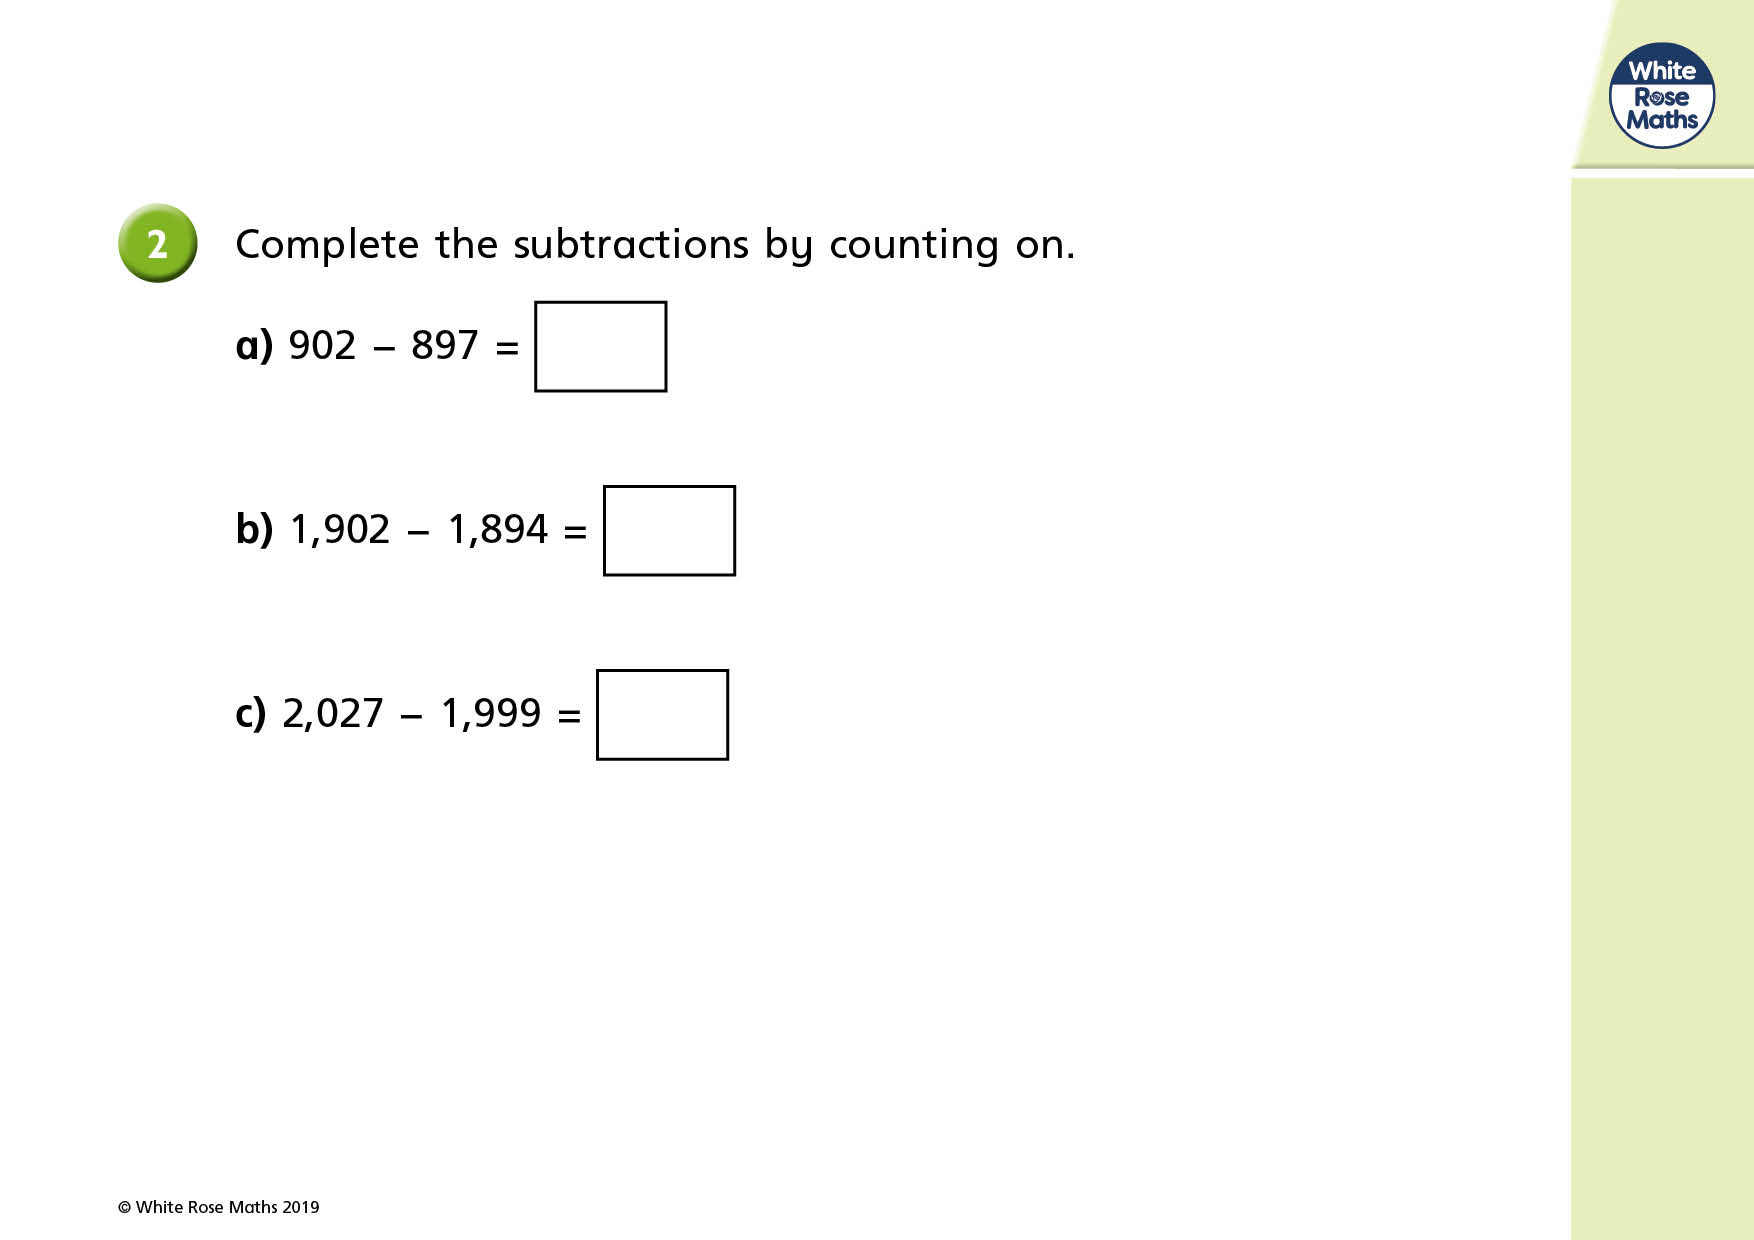 White
Rose
Maths
2 Complete the subtractions by counting on.
a) 902 – 897 =
b) 1,902 – 1,894 =
c) 2,027 – 1,999 =
© White Rose Maths 2019